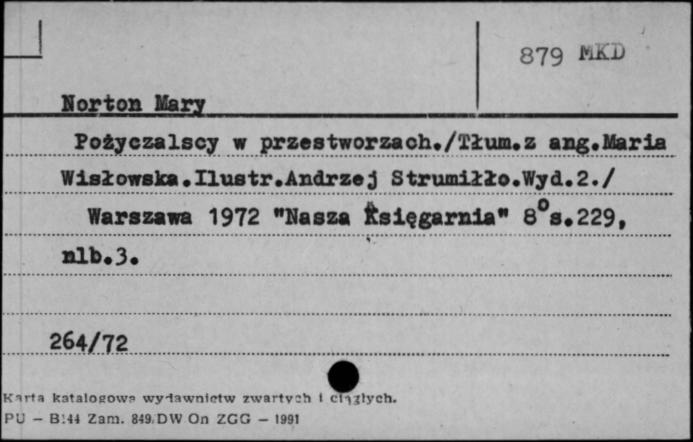 879 MKD
Norton Mary
Pożyczalscy w przestworzach./Tłum.z ang.Maria
Wisłowska.Ilustr.Andrzej Strumiłło.Wyd.2./
Warszawa 1972 "Nasza Księgarnia" 8°s.229,
nlb.3.
264/72
Karta katalogowa wydawnictw zwartych i ciągłych.
PU – B144 Zam. 849/DW On ZGG – 1991